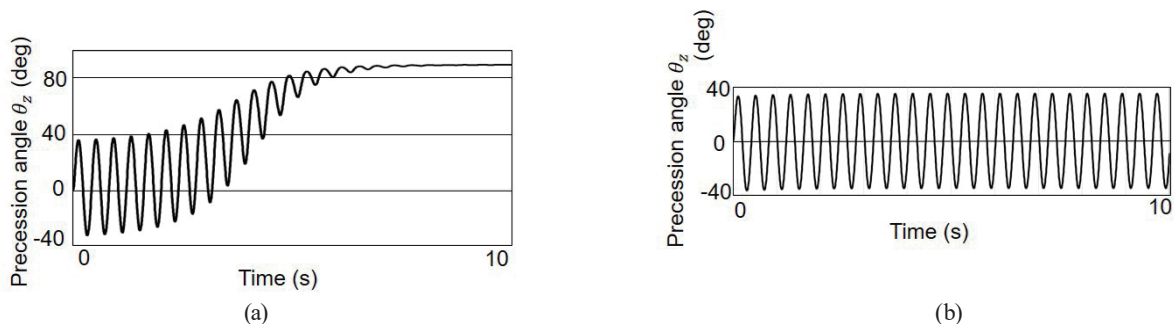 Precession angle θz (deg)
80
40
0
-40
0
10
Time (s)
(a)
Precession angle θz
(deg)
40
0
-40
0
10
Time (s)
(b)